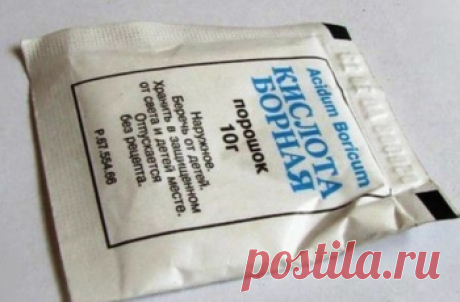 Acidum Boricum
КИСЛОТА
БОРНАЯ
порошок
10г
Наружное.
Беречь от детей.
Хранить в защищенном
от света и детей месте.
Отпускается
без рецепта.
Р.67.554.66
postila.ru